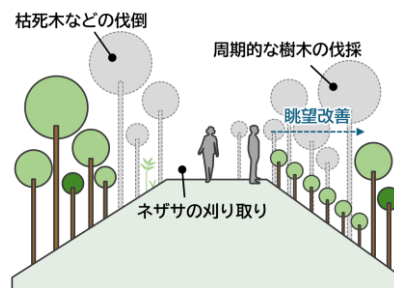 枯死木などの伐倒
周期的な樹木の伐採
眺望改善
ネザサの刈り取り